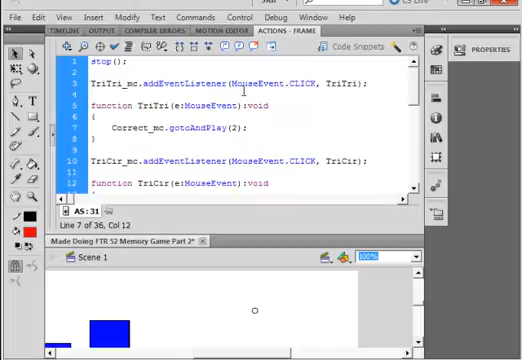 File Edit View Insert Modify Text Commands Control Debug Window Help
CS Live
TIMELINE OUTPUT COMPILER ERRORS MOTION EDITOR ACTIONS - FRAME
Code Snippets
PROPERTIES
1 stop();
2
3 TriTri_mc.addEventListener(MouseEvent.CLICK, TriTri);
4
5 function TriTri(e:MouseEvent):void
6 {
7 Correct_mc.gotoAndPlay(2);
8 }
9
10 TriCir_mc.addEventListener(MouseEvent.CLICK, TriCir);
11
12 function TriCir(e:MouseEvent):void
AS:31
Line 7 of 36, Col 12
Made Doing FTR S2 Memory Game Part 2*
Scene 1
100%